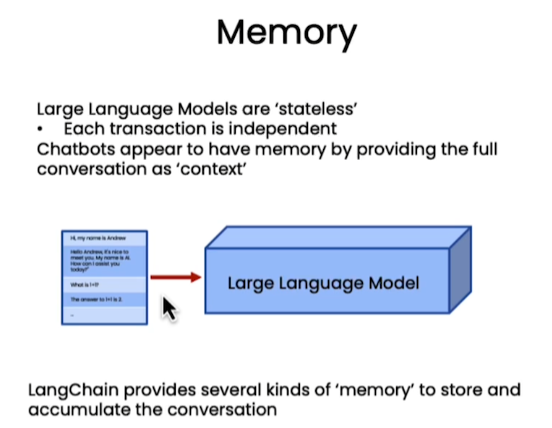 Memory
Large Language Models are ‘stateless’
• Each transaction is independent
Chatbots appear to have memory by providing the full
conversation as ‘context’
Hi, my name is Andrew
Hello Andrew, it's nice to
meet you. My name is AI.
How can I assist you
today?"
What is 1+1?
The answer to 1+1 is 2.
..
Large Language Model
LangChain provides several kinds of ‘memory’ to store and
accumulate the conversation